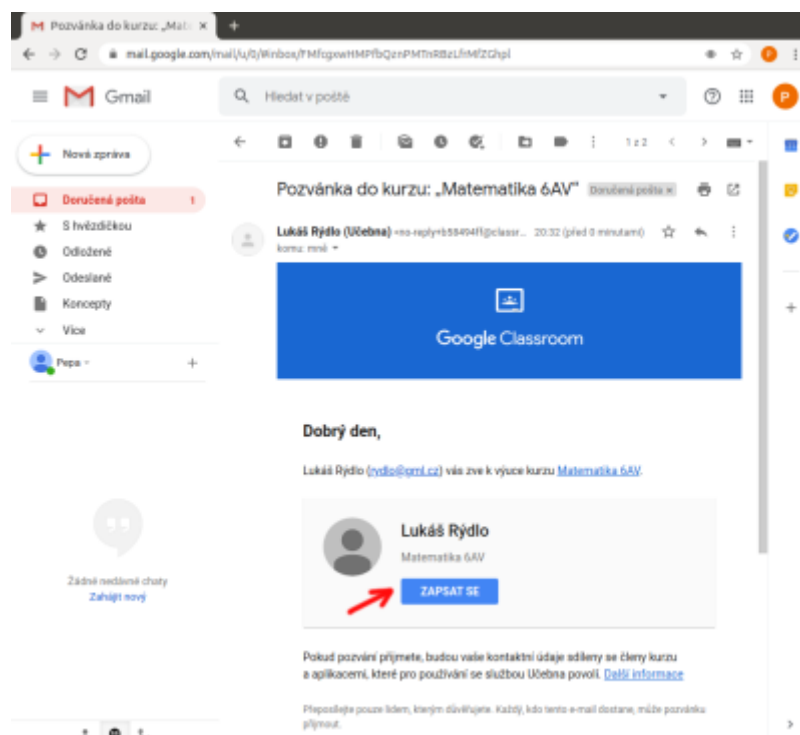 Pozvánka do kurzu: „Mat
mail.google.com/mail/u/0/#inbox/
P
Gmail
Hledat v poště
P
Nová zpráva
1 z 2
Doručená pošta 1
S hvězdičkou
Odložené
Odeslané
Koncepty
Více
Pepa
Žádné nedávné chaty
Zahájit nový
Pozvánka do kurzu: „Matematika 6AV“ Doručená pošta x
Lukáš Rýdlo (Učebna) 20:32 (před 0 minutami)
komu: mně
Google Classroom
Dobrý den,
Lukáš Rýdlo (rydlo@gml.cz) vás zve k výuce kurzu Matematika 6AV.
Lukáš Rýdlo
Matematika 6AV
ZAPSAT SE
Pokud pozvání přijmete, budou vaše kontaktní údaje sdíleny se členy kurzu
a aplikacemi, které pro používání se službou Učebna povolí. Další informace
Přeposílejte pouze lidem, kterým důvěřujete. Každý, kdo tento e-mail dostane, může pozvánku
přijmout.